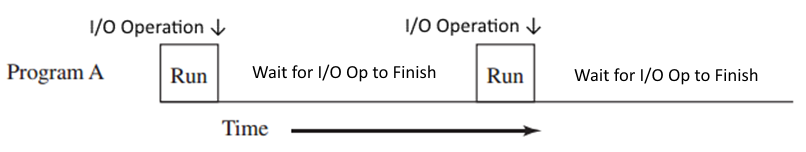 I/O Operation ↓ I/O Operation ↓
Program A Run Wait for I/O Op to Finish Run Wait for I/O Op to Finish
Time